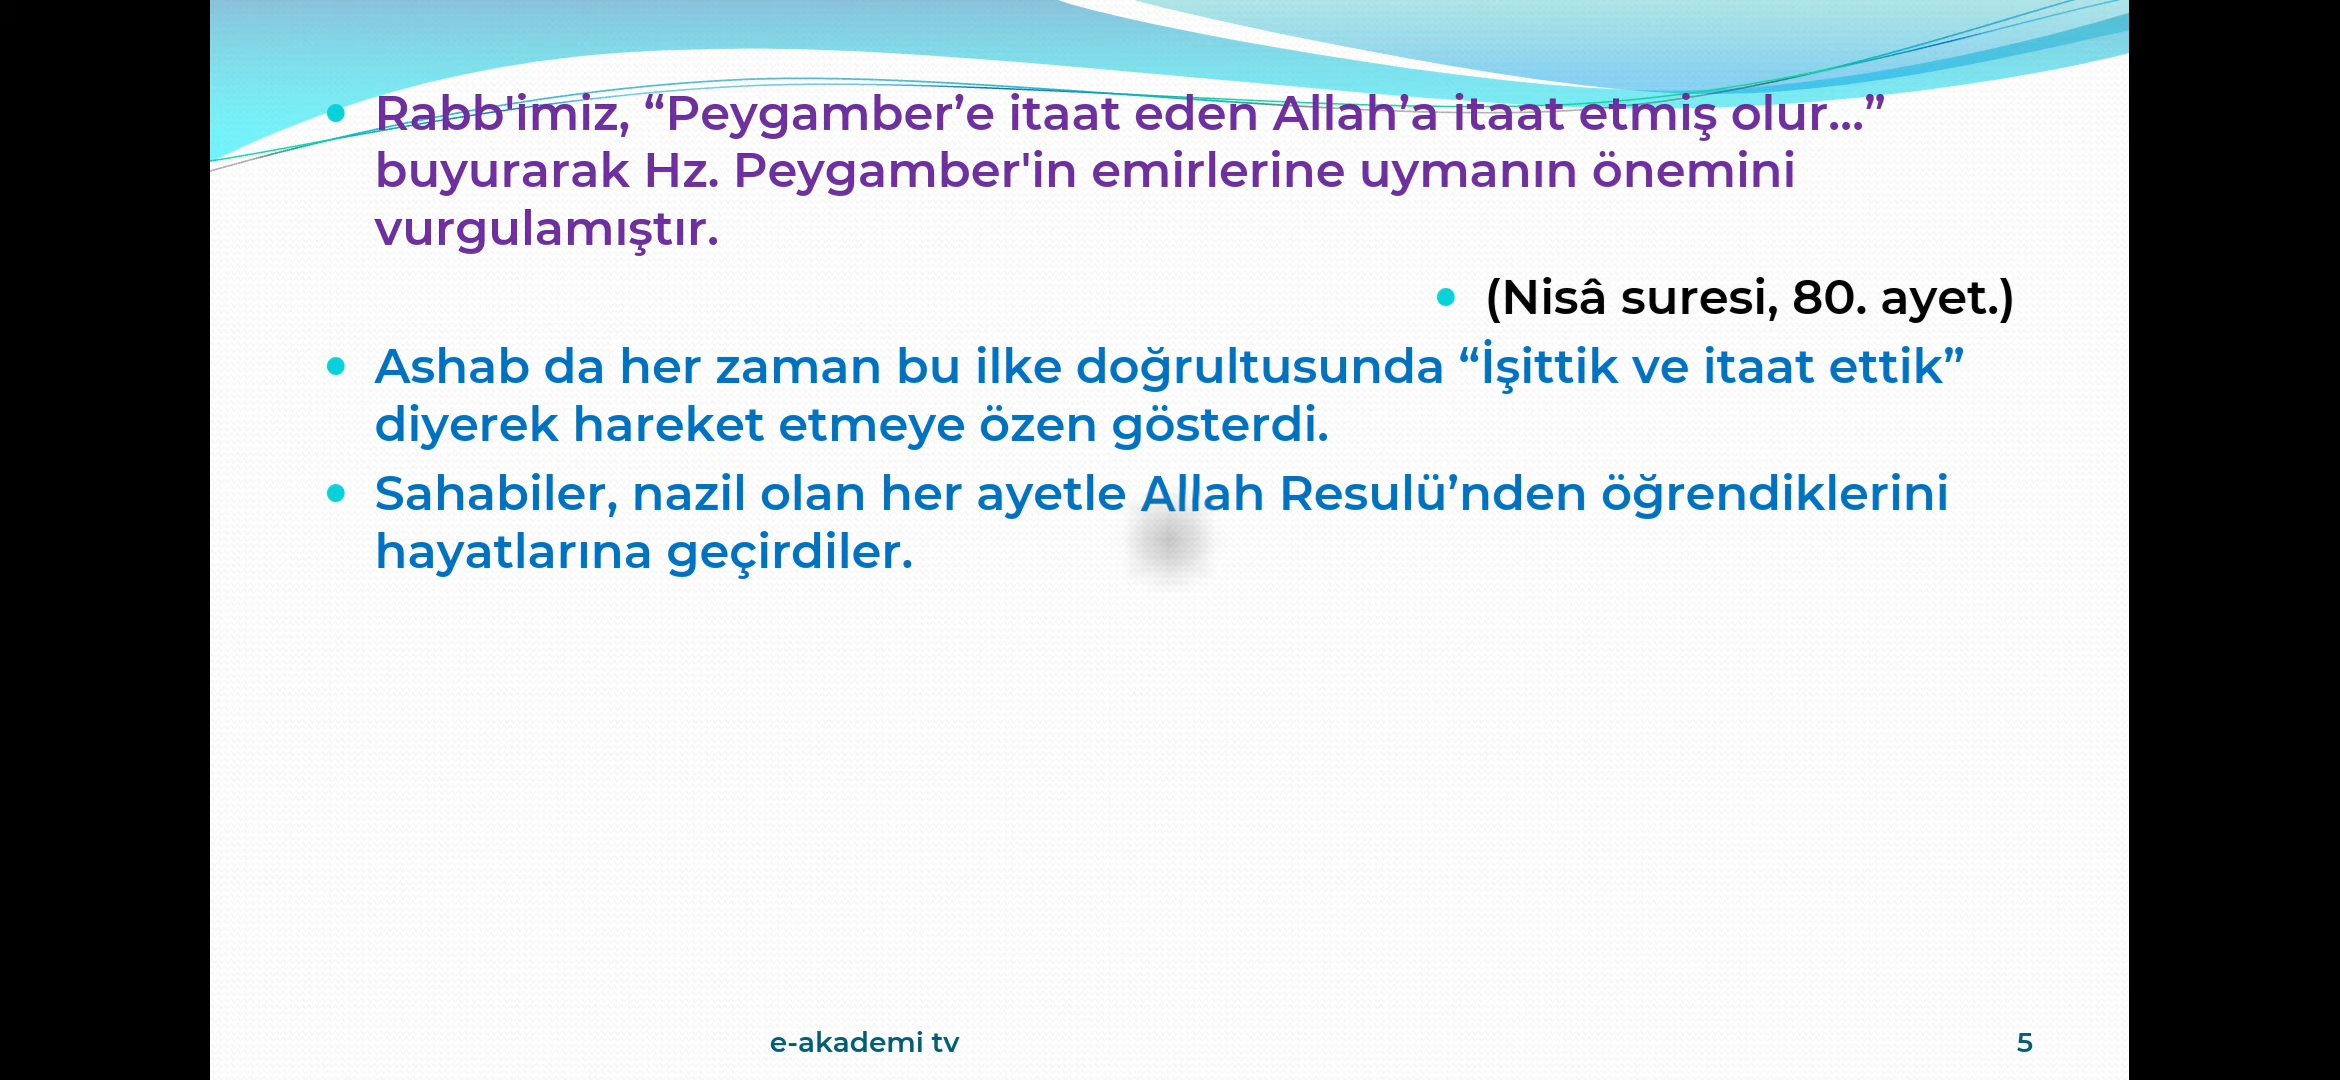 • Rabb'imiz, “Peygamber’e itaat eden Allah’a itaat etmiş olur...”
buyurarak Hz. Peygamber'in emirlerine uymanın önemini
vurgulamıştır.
• (Nisâ suresi, 80. ayet.)
• Ashab da her zaman bu ilke doğrultusunda “İşittik ve itaat ettik”
diyerek hareket etmeye özen gösterdi.
• Sahabiler, nazil olan her ayetle Allah Resulü’nden öğrendiklerini
hayatlarına geçirdiler.
e-akademi tv
5